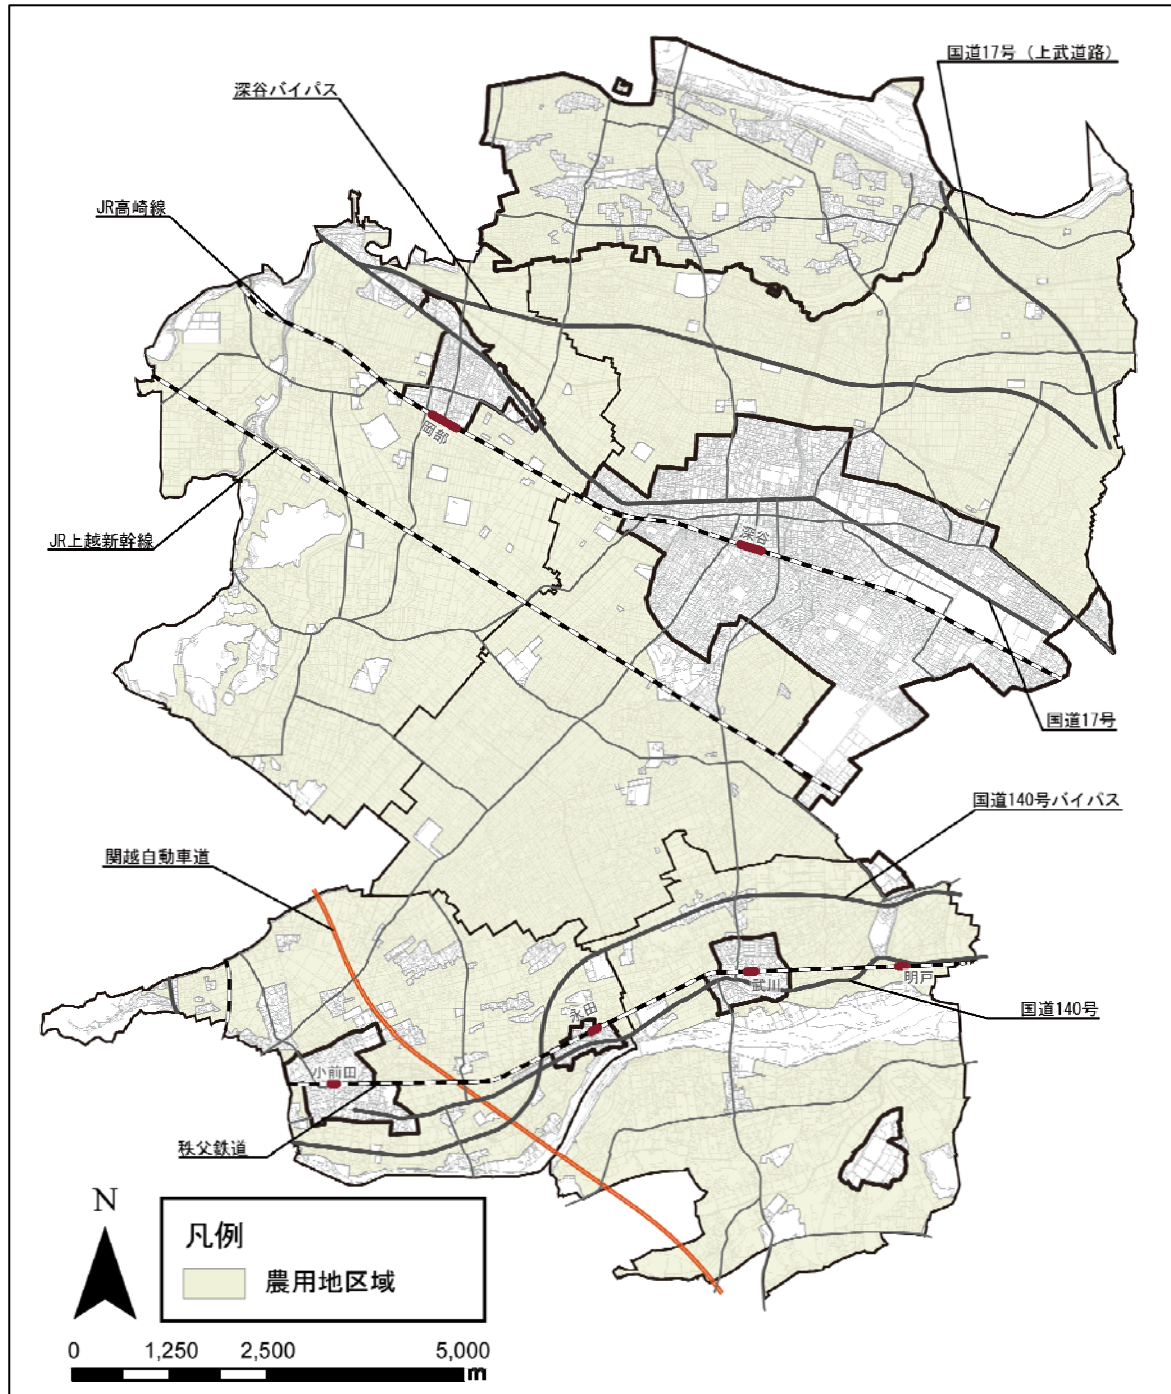 国道17号（上武道路）
深谷バイパス
JR高崎線
岡部
深谷
JR上越新幹線
国道17号
国道140号バイパス
関越自動車道
武川
明戸
永田
国道140号
小前田
秩父鉄道
N
凡例
農用地区域
0 1,250 2,500 5,000
m